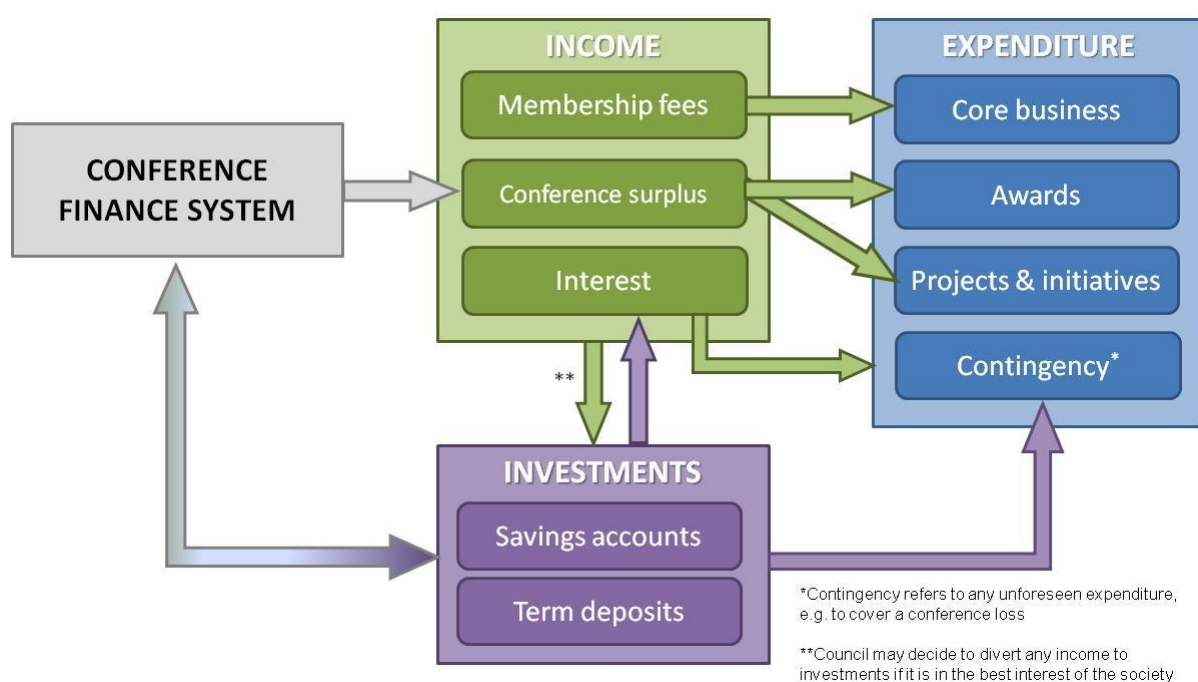 INCOME
Membership fees
Conference surplus
Interest
EXPENDITURE
Core business
Awards
Projects & initiatives
Contingency*
CONFERENCE
FINANCE SYSTEM
**
INVESTMENTS
Savings accounts
Term deposits
*Contingency refers to any unforeseen expenditure,
e.g. to cover a conference loss
**Council may decide to divert any income to
investments if it is in the best interest of the society